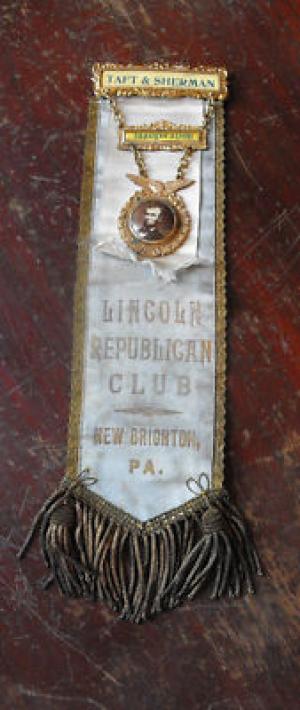 TAFT & SHERMAN
LINCOLN
REPUBLICAN
CLUB
NEW BRIGHTON,
PA.